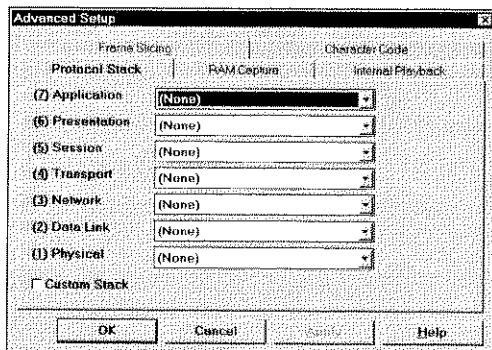 Advanced Setup
Frame Slicing Character Code
Protocol Stack RAM Capture Internal Playback
(7) Application (None)
(6) Presentation (None)
(5) Session (None)
(4) Transport (None)
(3) Network (None)
(2) Data Link (None)
(1) Physical (None)
Custom Stack
OK Cancel Apply Help